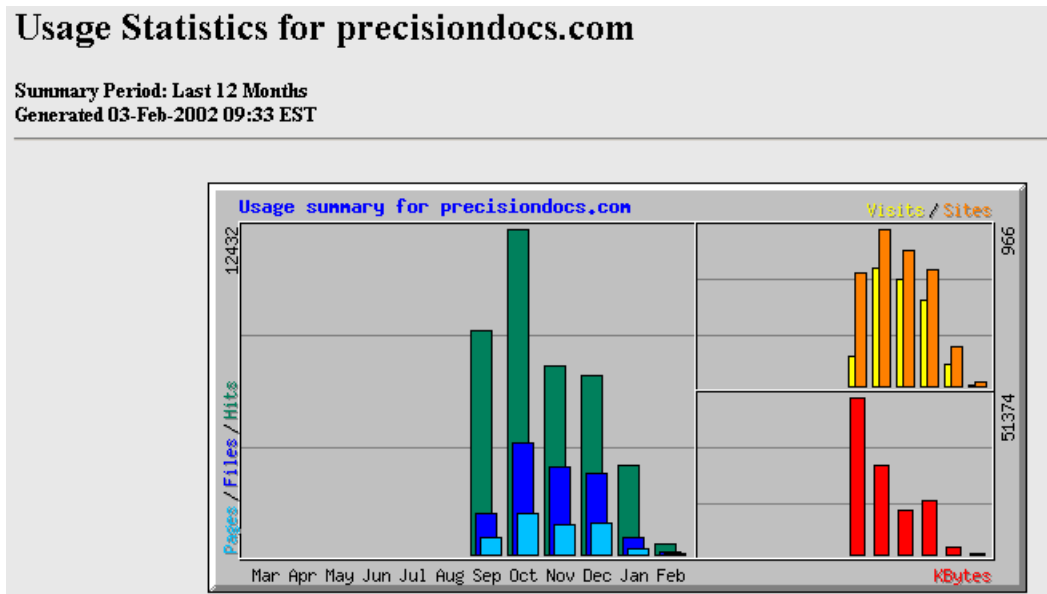 Usage Statistics for precisiondocs.com
Summary Period: Last 12 Months
Generated 03-Feb-2002 09:33 EST
Usage summary for precisiondocs.com
Visits/Sites
12432
966
Pages/Files/Hits
51374
Mar Apr May Jun Jul Aug Sep Oct Nov Dec Jan Feb
KBytes